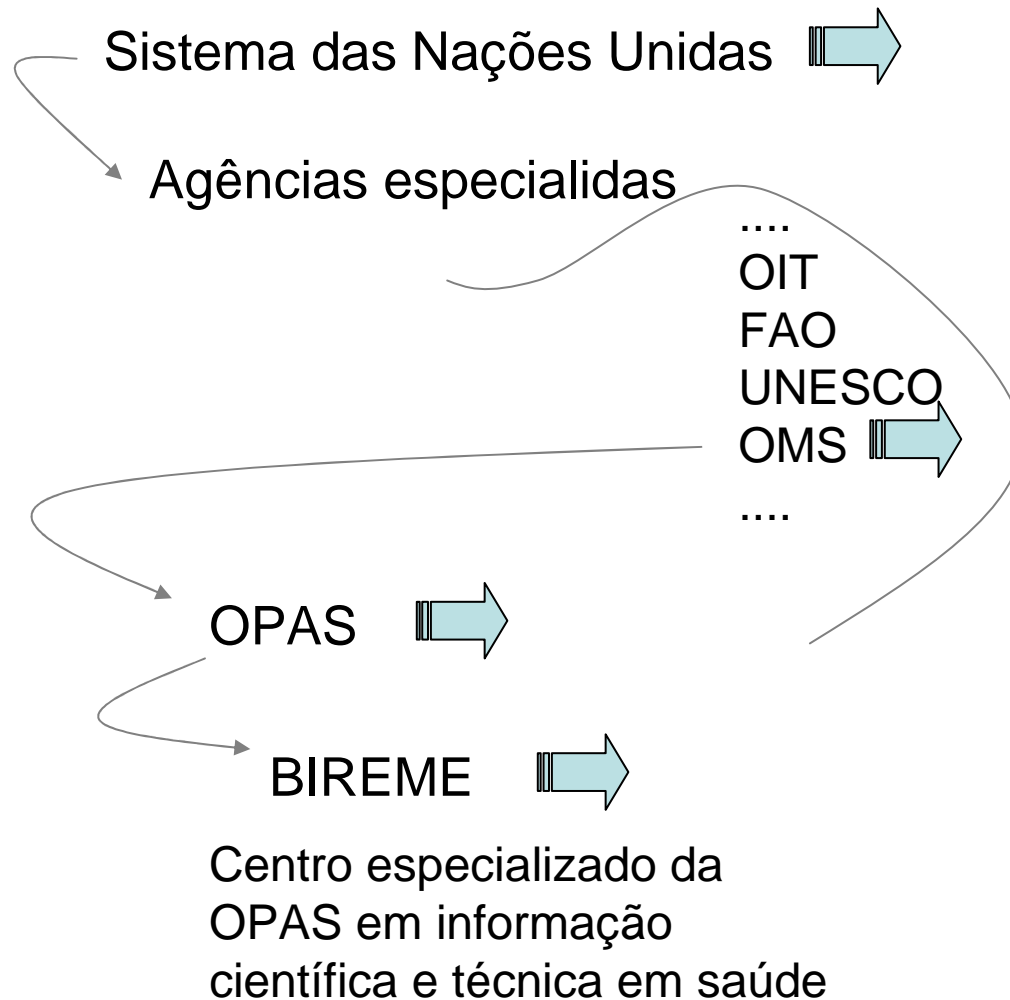 Sistema das Nações Unidas
Agências especialidas
....
OIT
FAO
UNESCO
OMS
....
OPAS
BIREME
Centro especializado da
OPAS em informação
científica e técnica em saúde